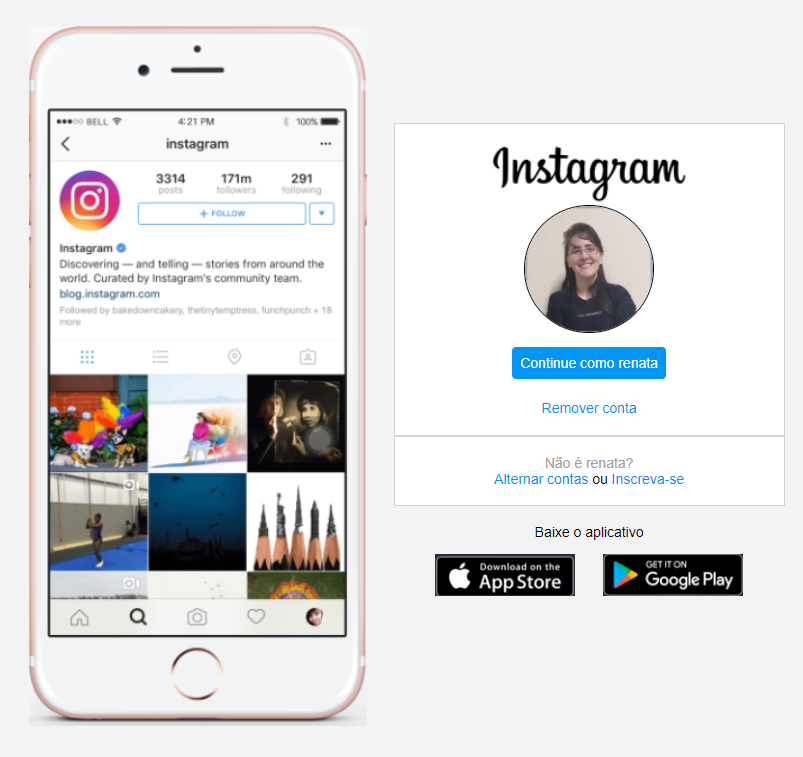 BELL 4:21 PM 100%
instagram
3314 171m 291
posts followers following
+ FOLLOW
Instagram
Discovering — and telling — stories from around the
world. Curated by Instagram's community team.
blog.instagram.com
Followed by bakedowncakery, thetinytemptress, funchpunch + 18
more
Instagram
Continue como renata
Remover conta
Não é renata?
Alternar contas ou Inscreva-se
Baixe o aplicativo
Download on the
App Store
GET IT ON
Google Play